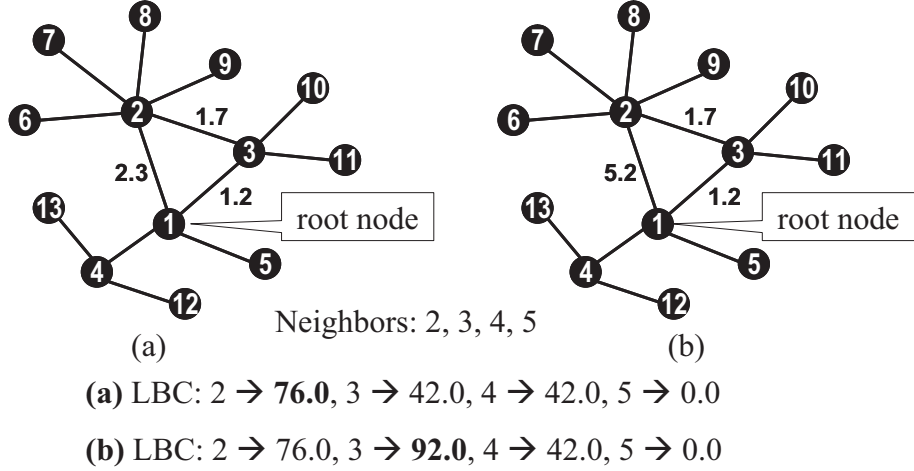 8 8
7 9 7 9
2 10 2 10
6 1.7 6 1.7
3 11 3 11
2.3 5.2
13 1.2 13 1.2
1 root node 1 root node
4 5 4 5
12 12
Neighbors: 2, 3, 4, 5
(a) (b)
(a) LBC: 2 → 76.0, 3 → 42.0, 4 → 42.0, 5 → 0.0
(b) LBC: 2 → 76.0, 3 → 92.0, 4 → 42.0, 5 → 0.0